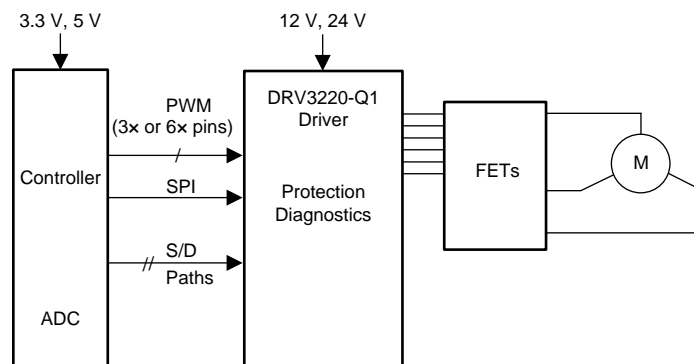 3.3 V, 5 V
12 V, 24 V
PWM
(3× or 6× pins)
DRV3220-Q1
Driver
Controller
SPI
Protection
Diagnostics
FETs
M
S/D
Paths
ADC